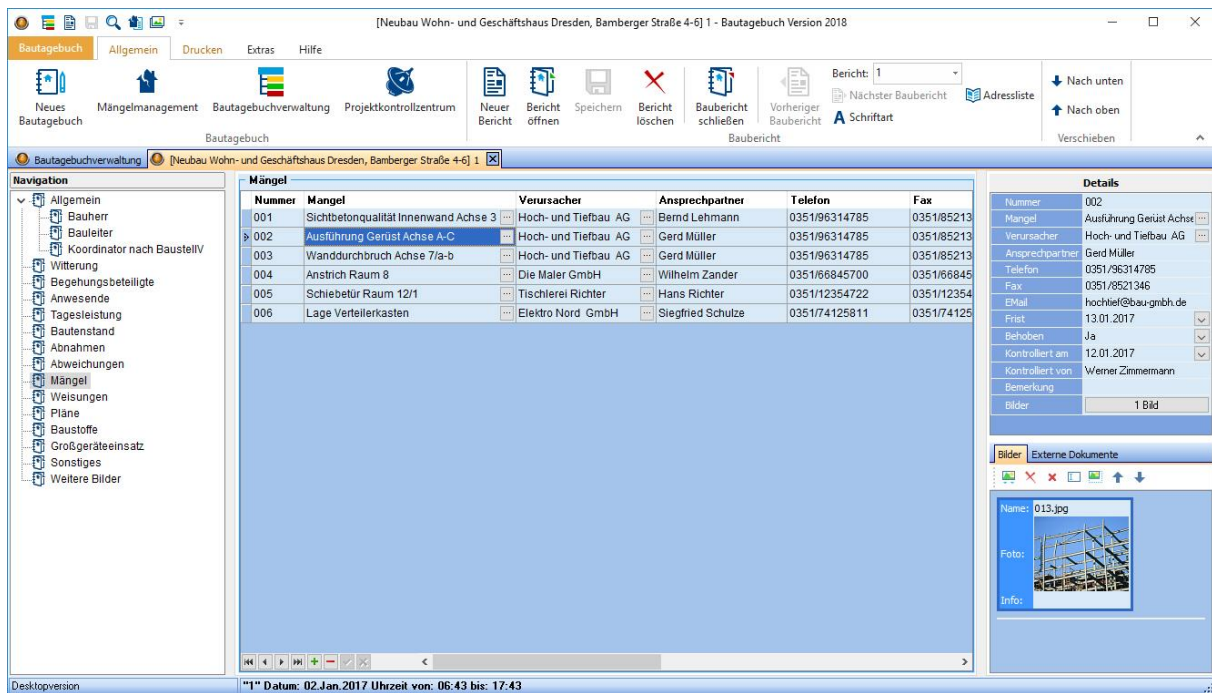 [Neubau Wohn- und Geschäftshaus Dresden, Bamberger Straße 4-6] 1 - Bautagebuch Version 2018
Bautagebuch Allgemein Drucken Extras Hilfe
Neues Bautagebuch
Mängelmanagement
Bautagebuchverwaltung
Projektkontrollzentrum
Neuer Bericht
Bericht öffnen
Speichern
Bericht löschen
Baubericht schließen
Vorheriger Baubericht
Bericht: 1
Nächster Baubericht
Schriftart
Adressliste
Nach unten
Nach oben
Bautagebuch Baubericht Verschieben
Bautagebuchverwaltung [Neubau Wohn- und Geschäftshaus Dresden, Bamberger Straße 4-6] 1
Navigation
Allgemein
Bauherr
Bauleiter
Koordinator nach BaustellV
Witterung
Begehungsbeteiligte
Anwesende
Tagesleistung
Bautenstand
Abnahmen
Abweichungen
Mängel
Weisungen
Pläne
Baustoffe
Großgeräteeinsatz
Sonstiges
Weitere Bilder
Mängel
Nummer Mangel Verursacher Ansprechpartner Telefon Fax
001 Sichtbetonqualität Innenwand Achse 3 ... Hoch- und Tiefbau AG ... Bernd Lehmann 0351/96314785 0351/85213
002 Ausführung Gerüst Achse A-C ... Hoch- und Tiefbau AG ... Gerd Müller 0351/96314785 0351/85213
003 Wanddurchbruch Achse 7/a-b ... Hoch- und Tiefbau AG ... Gerd Müller 0351/96314785 0351/85213
004 Anstrich Raum 8 ... Die Maler GmbH ... Wilhelm Zander 0351/66845700 0351/66845
005 Schiebetür Raum 12/1 ... Tischlerei Richter ... Hans Richter 0351/12354722 0351/12354
006 Lage Verteilerkasten ... Elektro Nord GmbH ... Siegfried Schulze 0351/74125811 0351/74125
Details
Nummer 002
Mangel Ausführung Gerüst Achse ...
Verursacher Hoch- und Tiefbau AG ...
Ansprechpartner Gerd Müller
Telefon 0351/96314785
Fax 0351/8521346
EMail hochtief@bau-gmbh.de
Frist 13.01.2017
Behoben Ja
Kontrolliert am 12.01.2017
Kontrolliert von Werner Zimmermann
Bemerkung
Bilder 1 Bild
Bilder Externe Dokumente
Name: 013.jpg
Foto:
Info:
Desktopversion "1" Datum: 02.Jan.2017 Uhrzeit von: 06:43 bis: 17:43